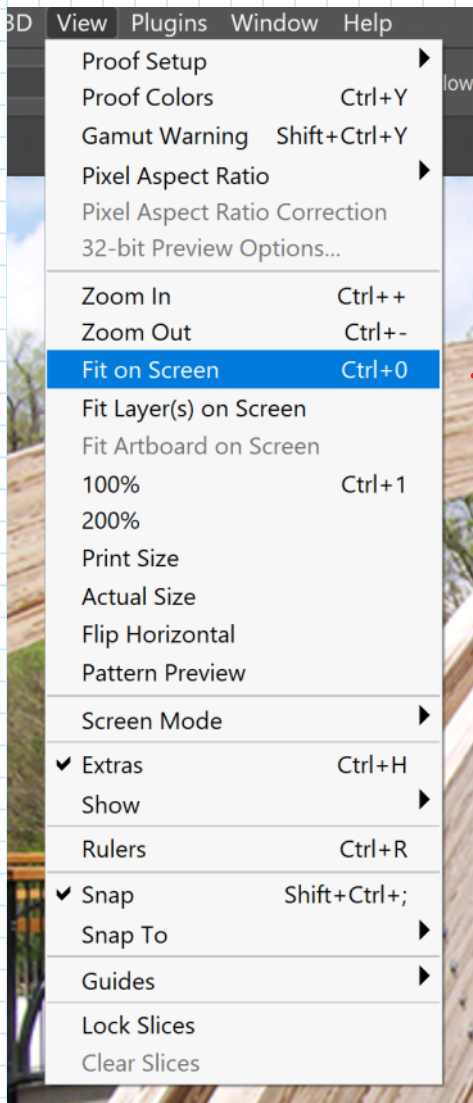 3D View Plugins Window Help
low
Proof Setup
Proof Colors Ctrl+Y
Gamut Warning Shift+Ctrl+Y
Pixel Aspect Ratio
Pixel Aspect Ratio Correction
32-bit Preview Options...
Zoom In Ctrl++
Zoom Out Ctrl+-
Fit on Screen Ctrl+0
Fit Layer(s) on Screen
Fit Artboard on Screen
100% Ctrl+1
200%
Print Size
Actual Size
Flip Horizontal
Pattern Preview
Screen Mode
Extras Ctrl+H
Show
Rulers Ctrl+R
Snap Shift+Ctrl+;
Snap To
Guides
Lock Slices
Clear Slices